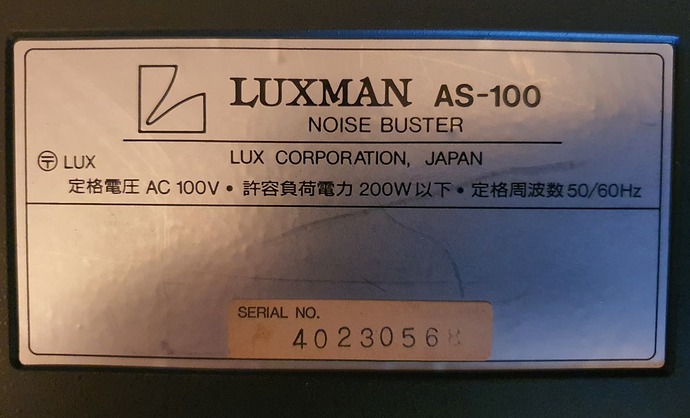 LUXMAN AS-100
NOISE BUSTER
LUX CORPORATION, JAPAN
〒 LUX
定格電圧 AC 100V・許容負荷電力 200W以下・定格周波数 50/60Hz
SERIAL NO.